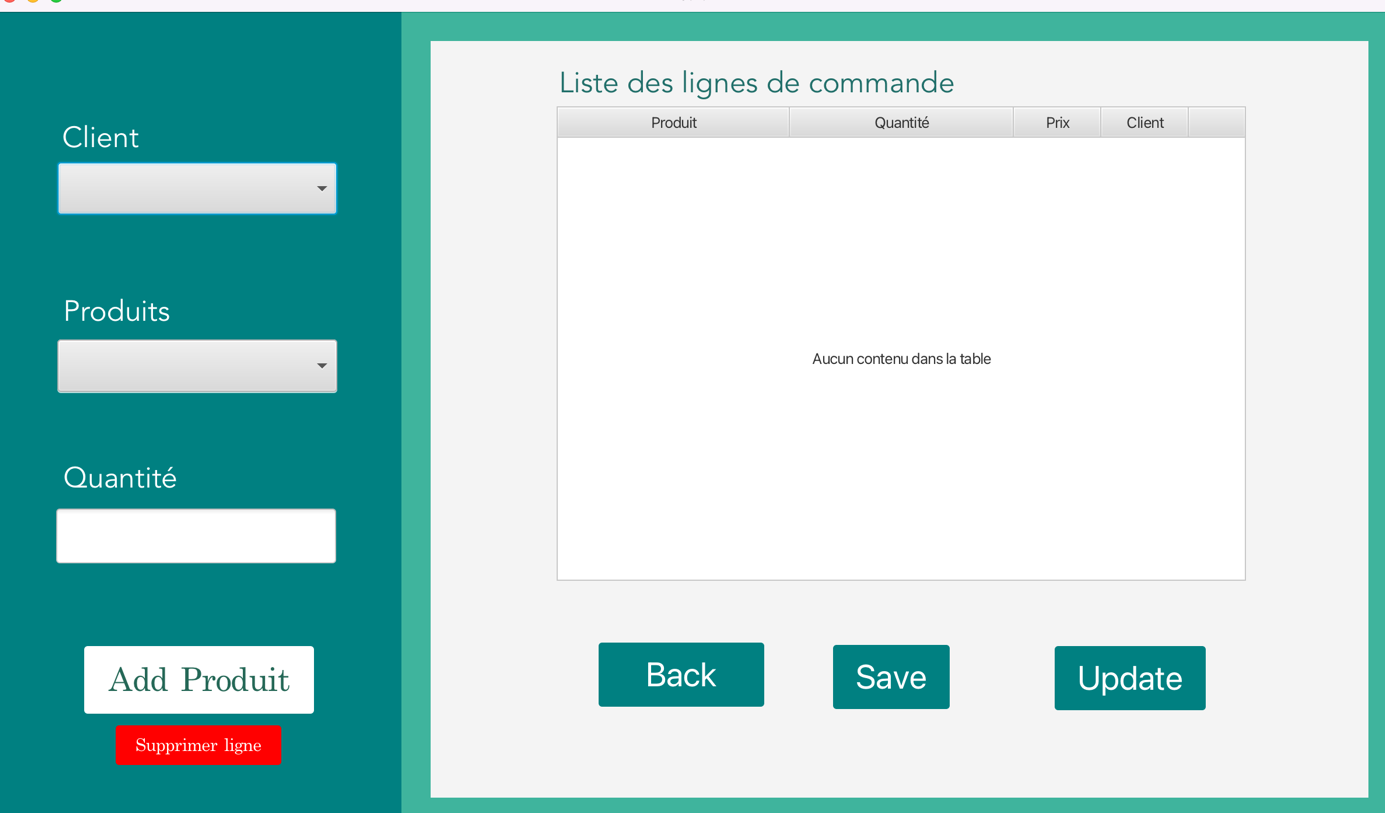 Client
Produits
Quantité
Add Produit
Supprimer ligne
Liste des lignes de commande
Produit Quantité Prix Client
Aucun contenu dans la table
Back Save Update